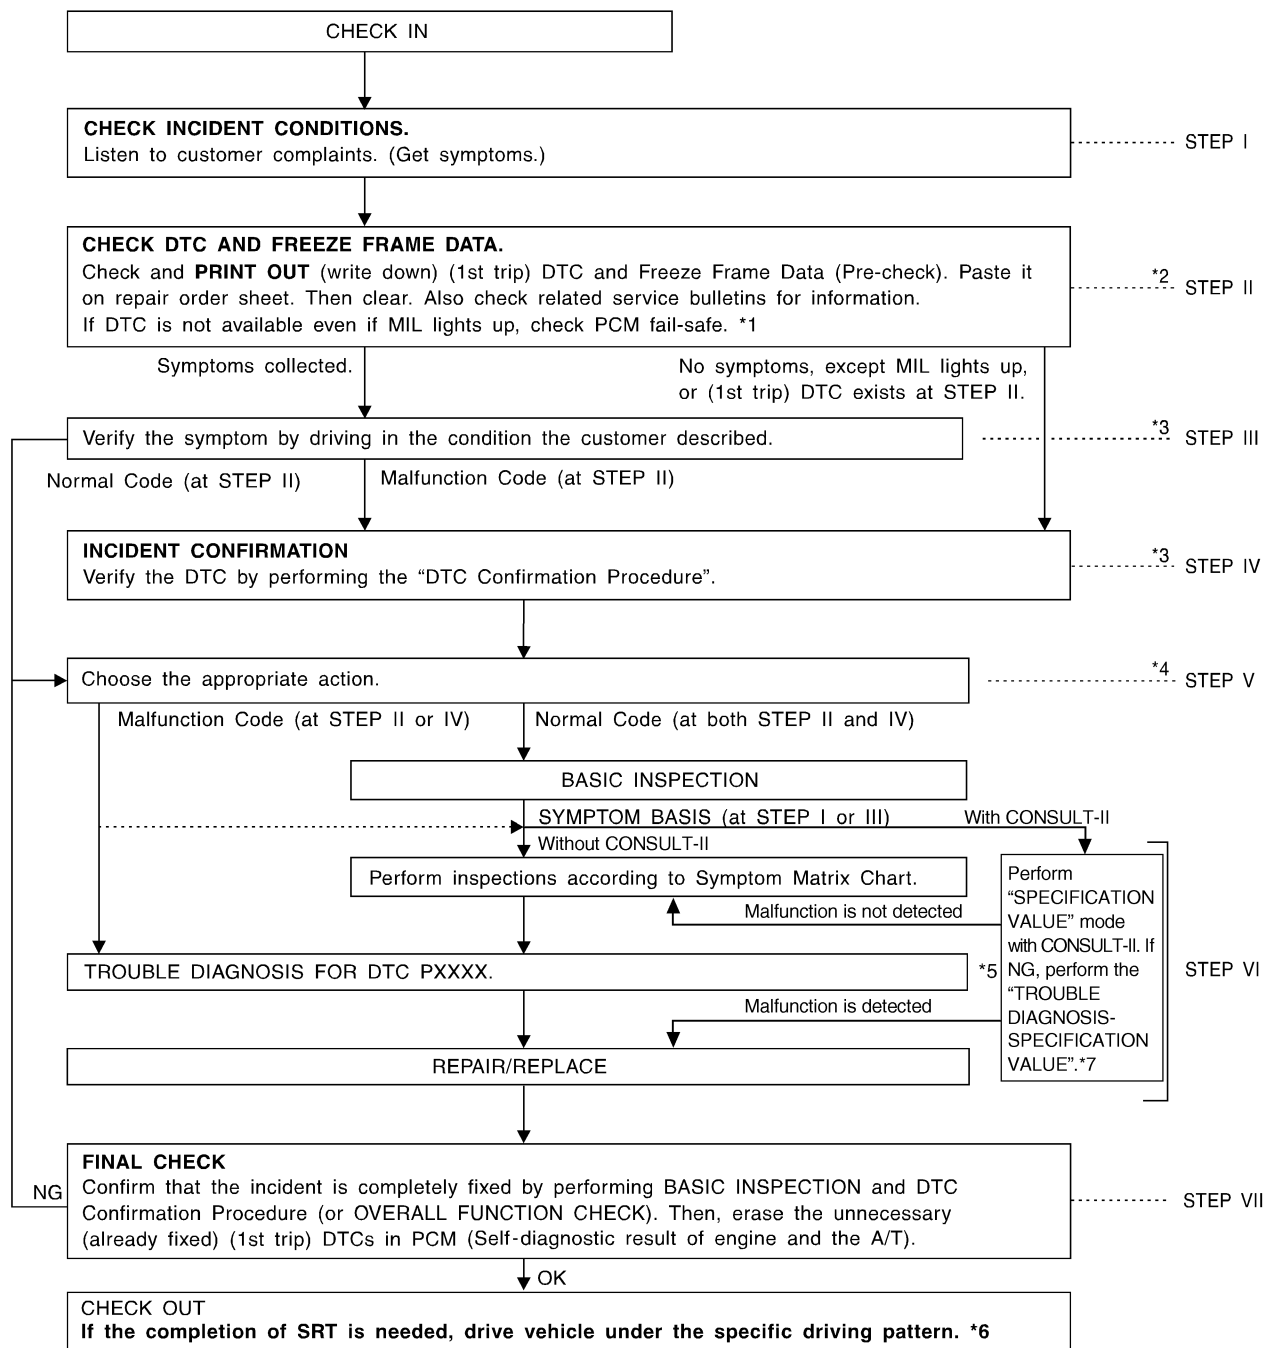 CHECK IN
CHECK INCIDENT CONDITIONS.
Listen to customer complaints. (Get symptoms.)
STEP I
CHECK DTC AND FREEZE FRAME DATA.
Check and PRINT OUT (write down) (1st trip) DTC and Freeze Frame Data (Pre-check). Paste it
on repair order sheet. Then clear. Also check related service bulletins for information.
If DTC is not available even if MIL lights up, check PCM fail-safe. *1
*2
STEP II
Symptoms collected.
No symptoms, except MIL lights up,
or (1st trip) DTC exists at STEP II.
Verify the symptom by driving in the condition the customer described.
*3
STEP III
Normal Code (at STEP II)
Malfunction Code (at STEP II)
INCIDENT CONFIRMATION
Verify the DTC by performing the “DTC Confirmation Procedure”.
*3
STEP IV
Choose the appropriate action.
*4
STEP V
Malfunction Code (at STEP II or IV)
Normal Code (at both STEP II and IV)
BASIC INSPECTION
SYMPTOM BASIS (at STEP I or III)
With CONSULT-II
Without CONSULT-II
Perform inspections according to Symptom Matrix Chart.
Malfunction is not detected
Perform
“SPECIFICATION
VALUE” mode
with CONSULT-II. If
NG, perform the
“TROUBLE
DIAGNOSIS-
SPECIFICATION
VALUE”.*7
STEP VI
TROUBLE DIAGNOSIS FOR DTC PXXXX.
*5
Malfunction is detected
REPAIR/REPLACE
FINAL CHECK
Confirm that the incident is completely fixed by performing BASIC INSPECTION and DTC
Confirmation Procedure (or OVERALL FUNCTION CHECK). Then, erase the unnecessary
(already fixed) (1st trip) DTCs in PCM (Self-diagnostic result of engine and the A/T).
NG
STEP VII
OK
CHECK OUT
If the completion of SRT is needed, drive vehicle under the specific driving pattern. *6